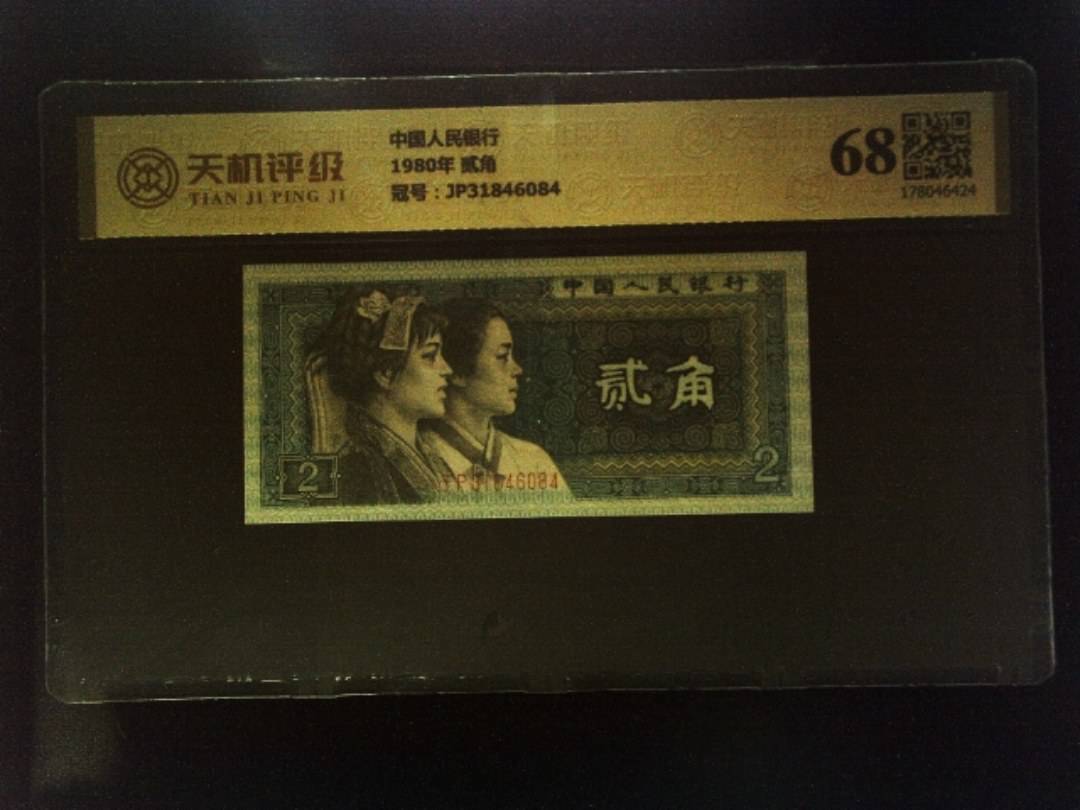 天机评级
TIAN JI PING JI
中国人民银行
1980年 贰角
冠号：JP31846084
68
178046424
中国人民银行
贰角
2
JP31846084
2